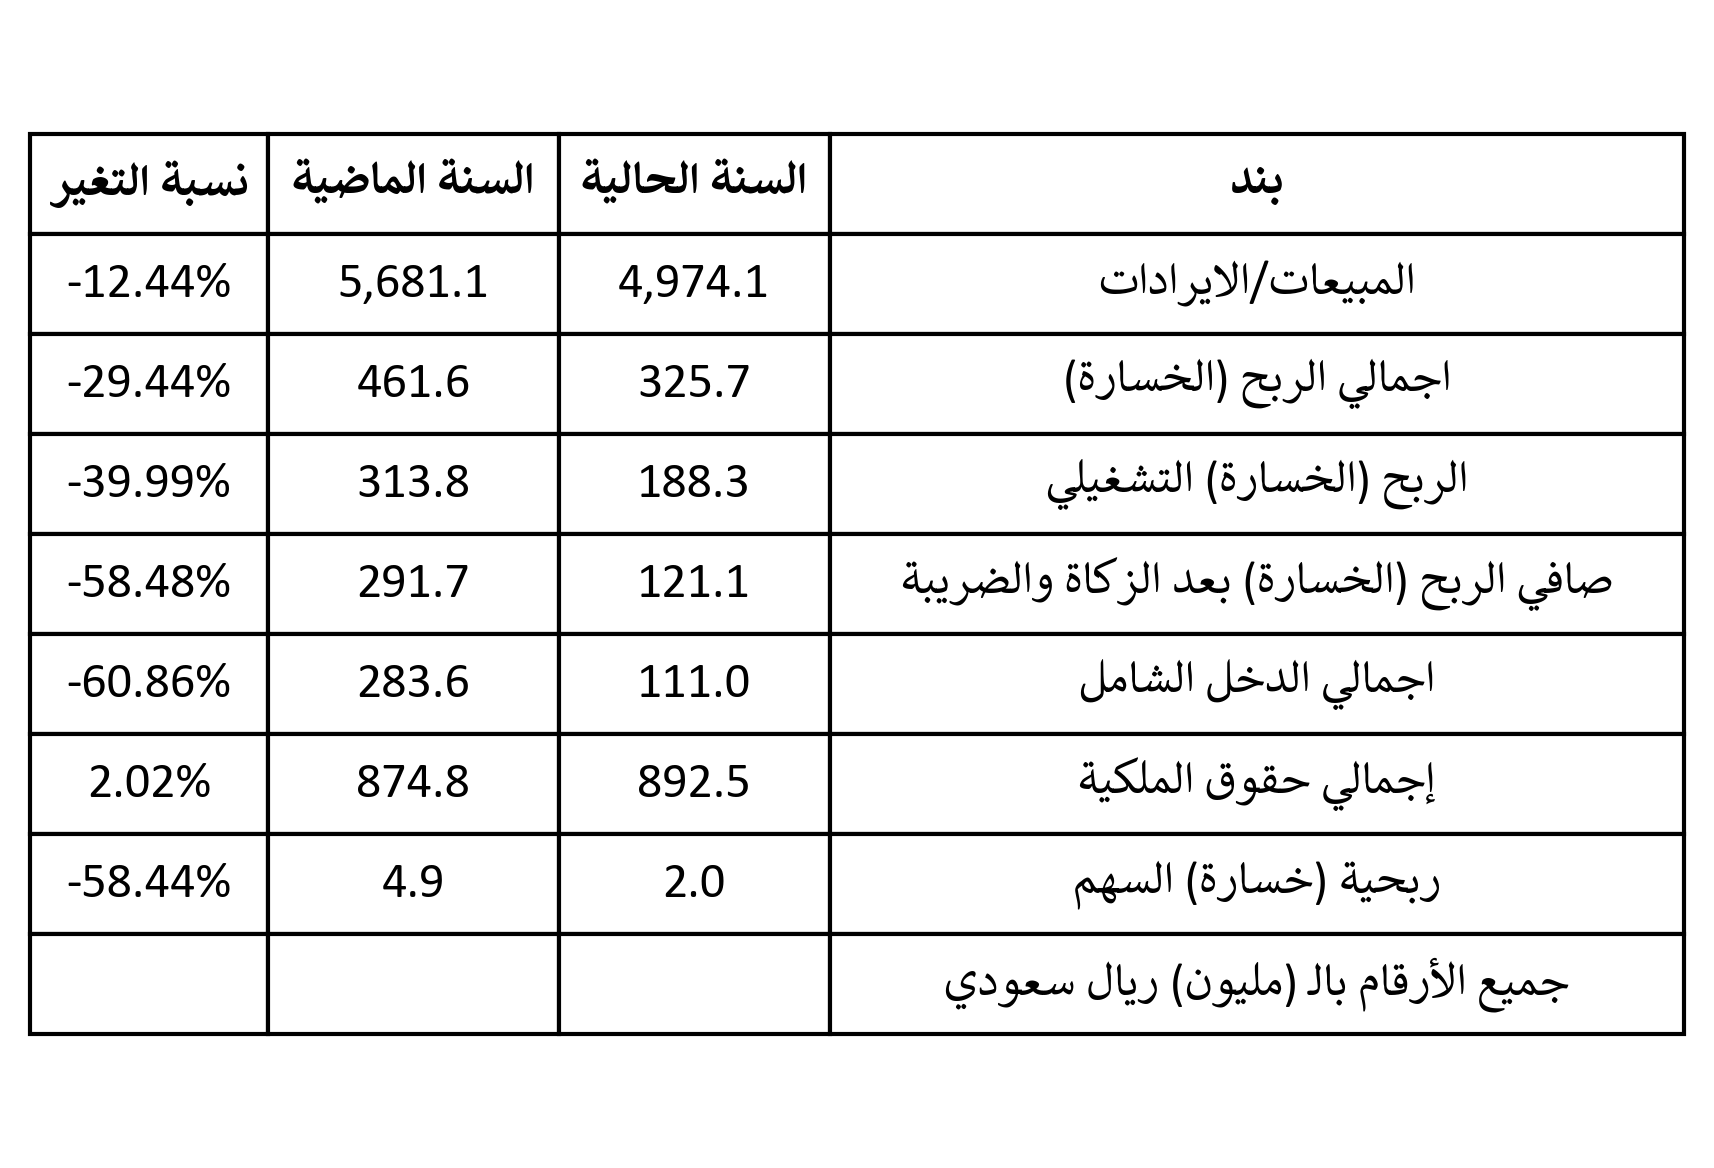 بند السنة الحالية السنة الماضية نسبة التغير
المبيعات/الايرادات 4,974.1 5,681.1 -12.44%
اجمالي الربح (الخسارة) 325.7 461.6 -29.44%
الربح (الخسارة) التشغيلي 188.3 313.8 -39.99%
صافي الربح (الخسارة) بعد الزكاة والضريبة 121.1 291.7 -58.48%
اجمالي الدخل الشامل 111.0 283.6 -60.86%
إجمالي حقوق الملكية 892.5 874.8 2.02%
ربحية (خسارة) السهم 2.0 4.9 -58.44%
جميع الأرقام بالـ (مليون) ريال سعودي